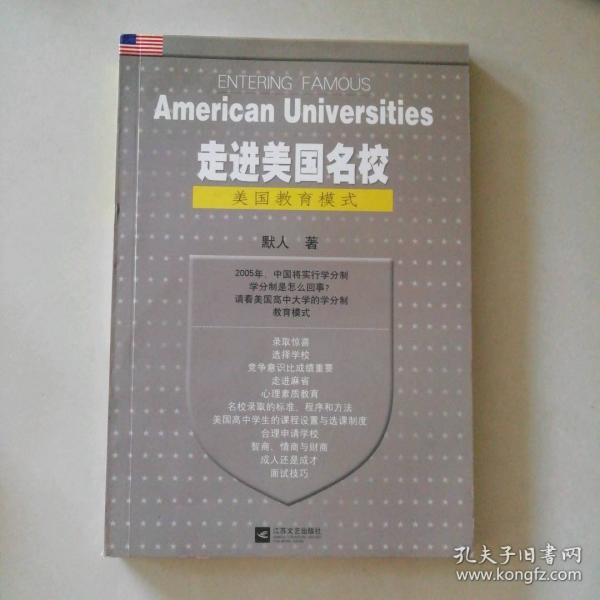 ENTERING FAMOUS
American Universities
走进美国名校
美国教育模式
默人 著
2005年，中国将实行学分制
学分制是怎么回事？
请看美国高中大学的学分制
教育模式
录取惊喜
选择学校
竞争意识比成绩重要
走进麻省
心理素质教育
名校录取的标准、程序和方法
美国高中学生的课程设置与选课制度
合理申请学校
智商、情商与财商
成人还是成才
面试技巧
江苏文艺出版社
孔夫子旧书网
www.kongfz.com